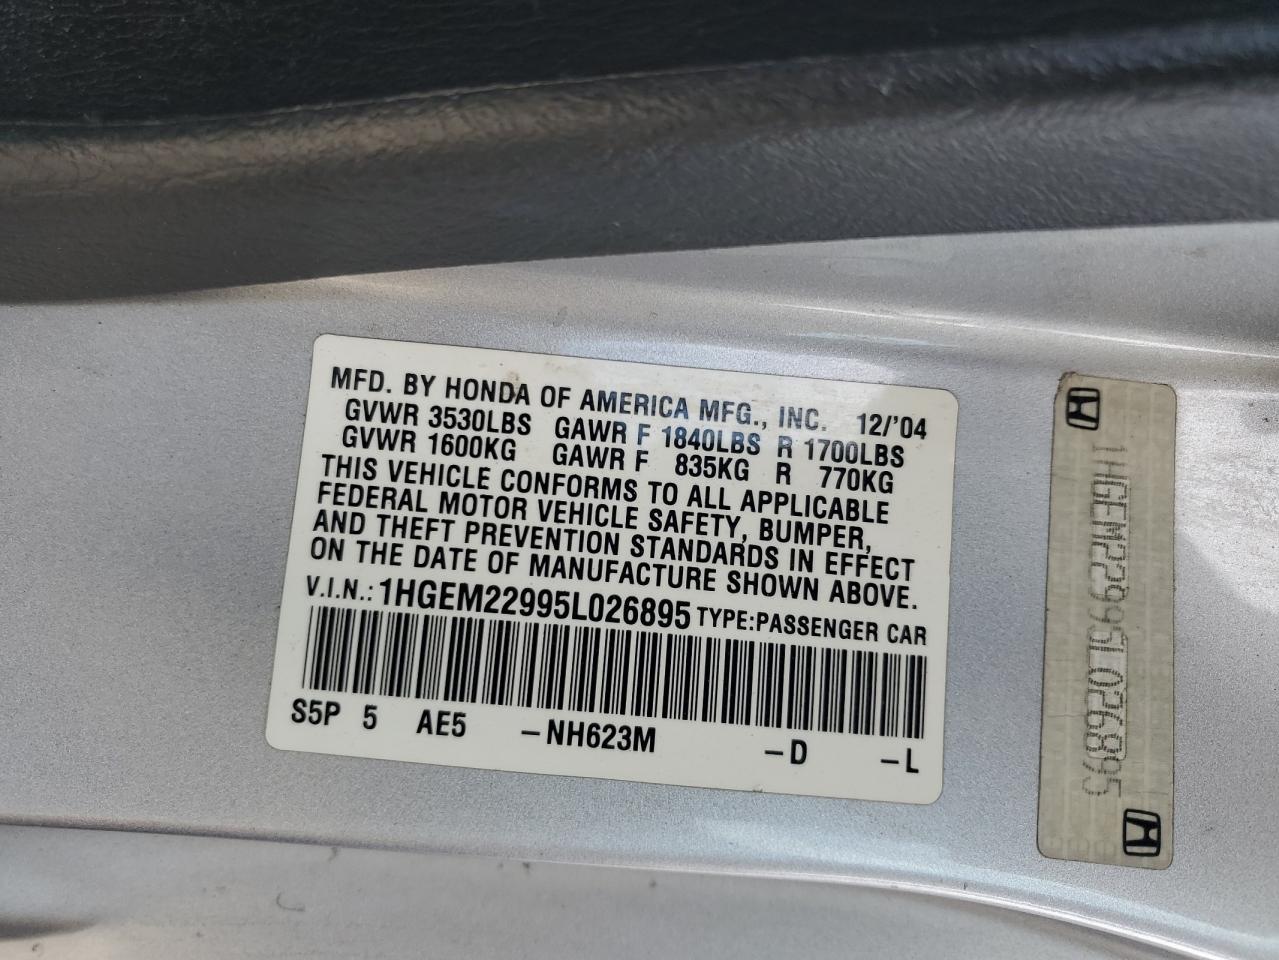 MFD. BY HONDA OF AMERICA MFG., INC. 12/'04
GVWR 3530LBS GAWR F 1840LBS R 1700LBS
GVWR 1600KG GAWR F 835KG R 770KG
THIS VEHICLE CONFORMS TO ALL APPLICABLE
FEDERAL MOTOR VEHICLE SAFETY, BUMPER,
AND THEFT PREVENTION STANDARDS IN EFFECT
ON THE DATE OF MANUFACTURE SHOWN ABOVE.
V.I.N.: 1HGEM22995L026895 TYPE:PASSENGER CAR
S5P 5 AE5 -NH623M -D -L
1HGEM22995L026895